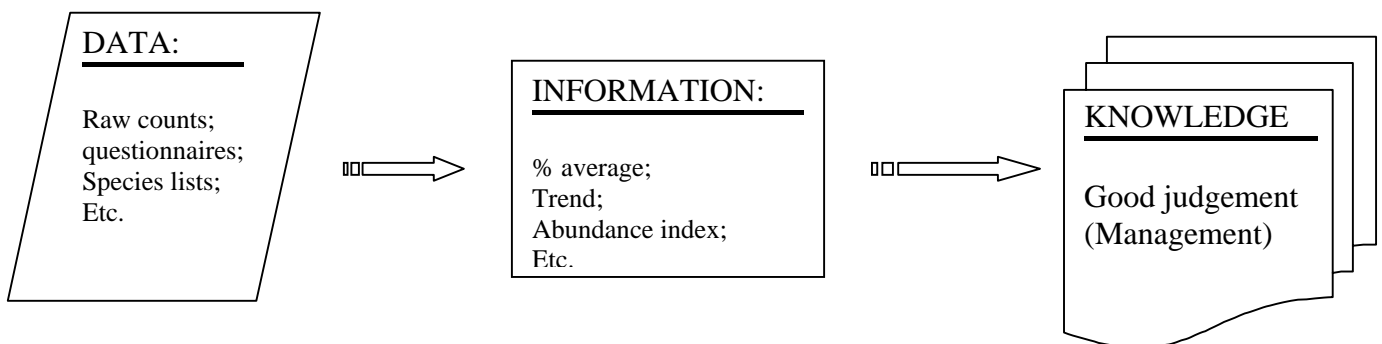 DATA:
Raw counts;
questionnaires;
Species lists;
Etc.
INFORMATION:
% average;
Trend;
Abundance index;
Etc.
KNOWLEDGE
Good judgement
(Management)